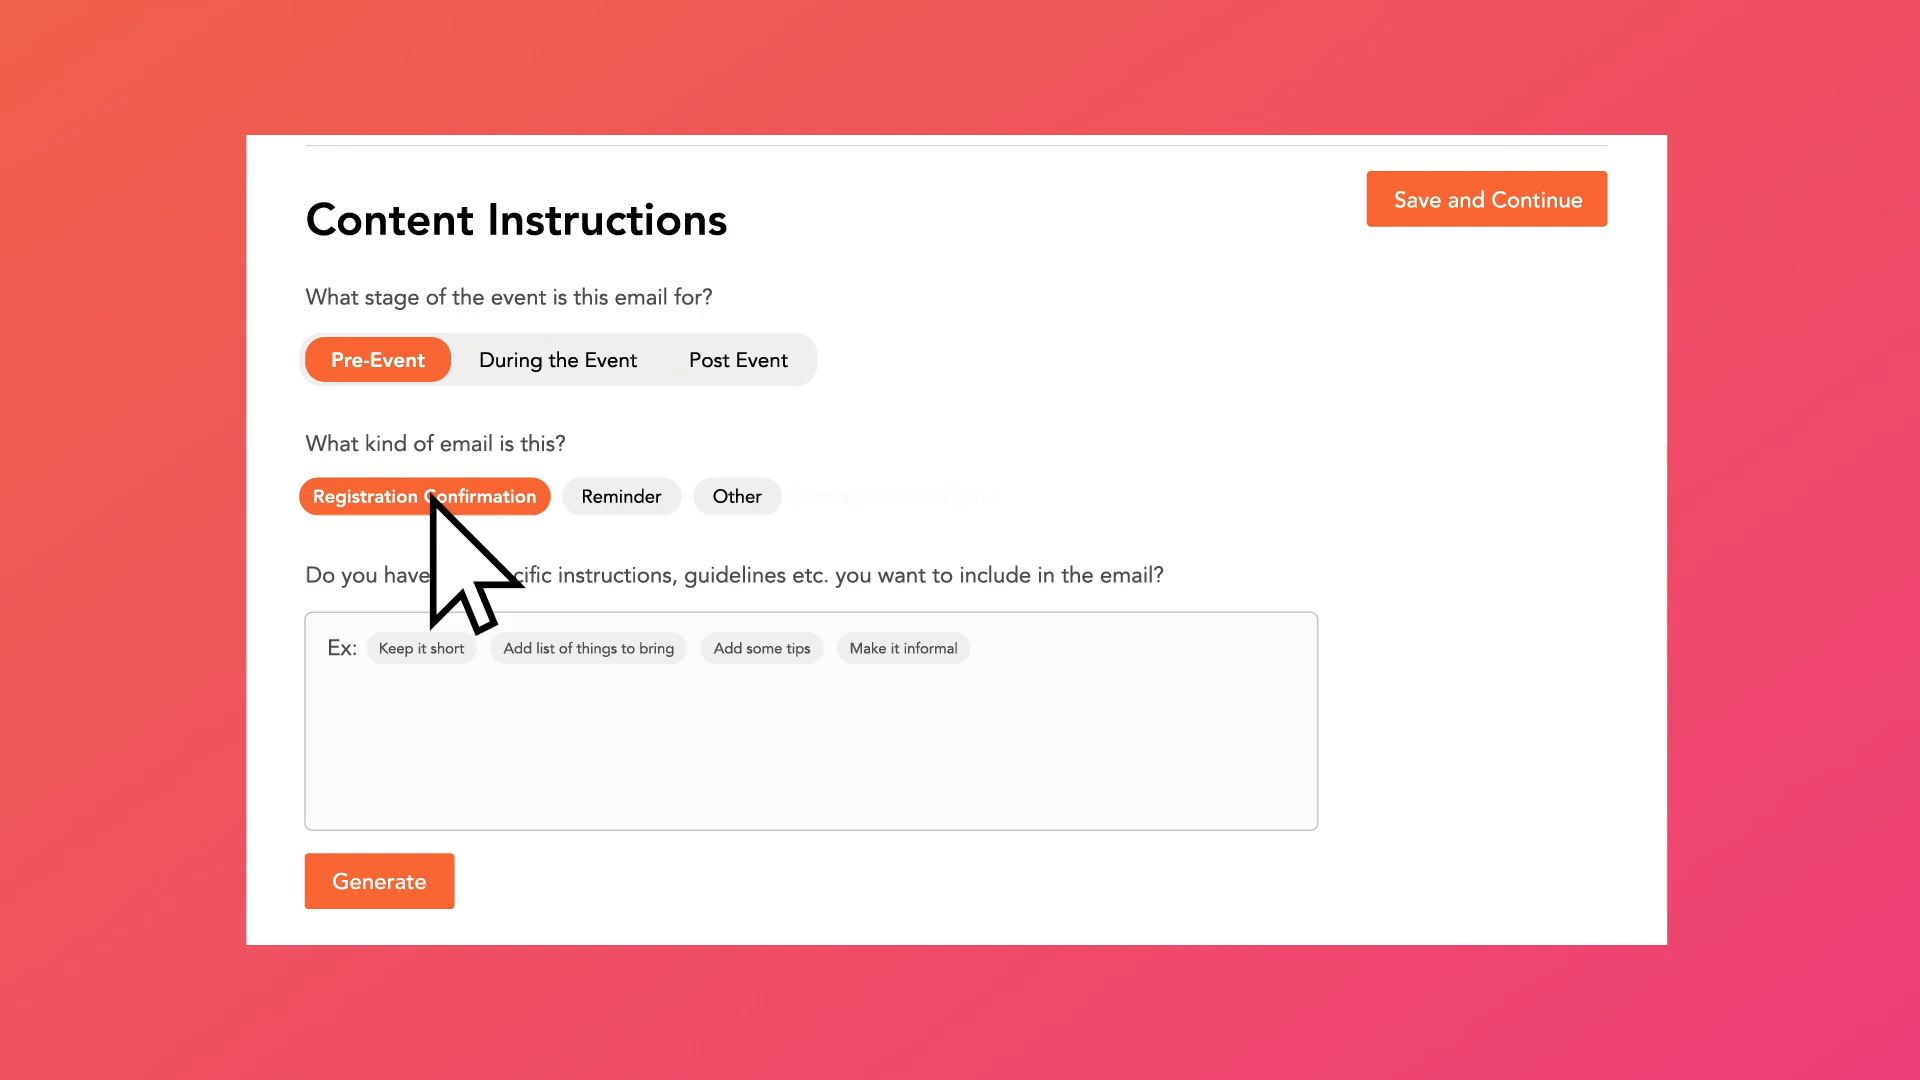 Save and Continue
Content Instructions
What stage of the event is this email for?
Pre-Event During the Event Post Event
What kind of email is this?
Registration Confirmation Reminder Other
Do you have cific instructions, guidelines etc. you want to include in the email?
Ex: Keep it short Add list of things to bring Add some tips Make it informal
Generate